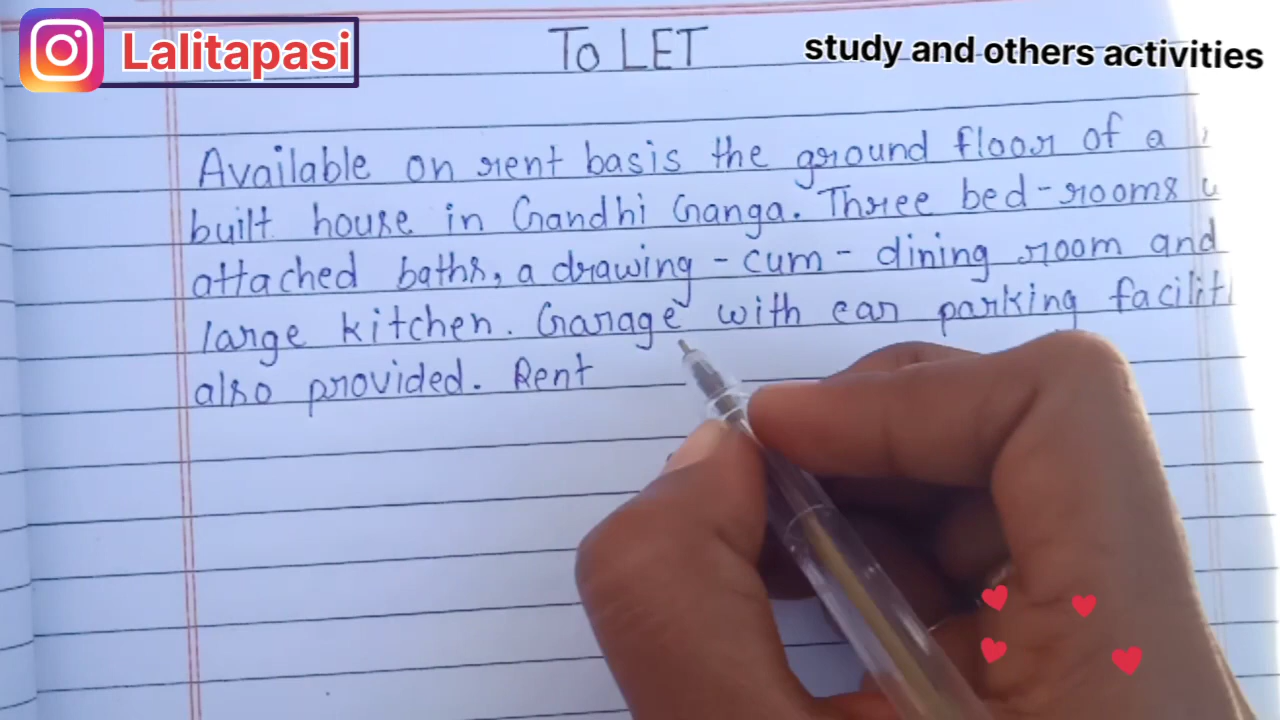 Lalitapasi
study and others activities
To LET
Available on rent basis the ground floor of a
built house in Gandhi Ganga. Three bed-rooms
attached baths, a drawing-cum-dining room and
large kitchen. Garage with car parking
also provided. Rent